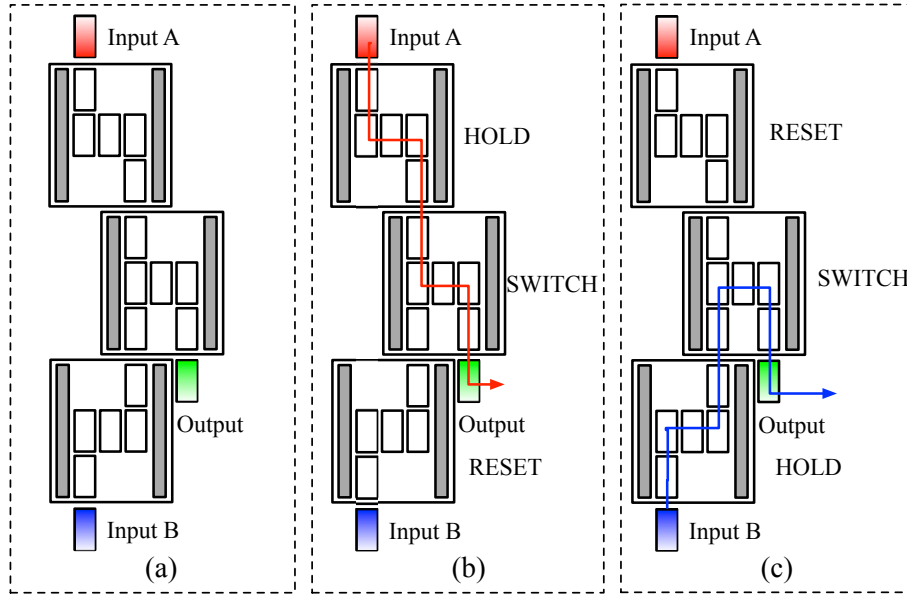 Input A
Output
Input B
(a)
Input A
HOLD
SWITCH
Output
RESET
Input B
(b)
Input A
RESET
SWITCH
Output
HOLD
Input B
(c)